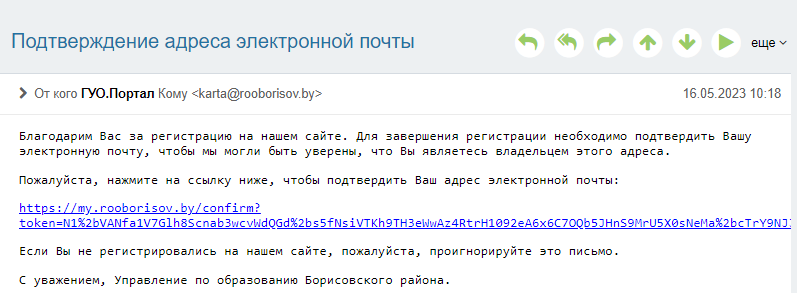 Подтверждение адреса электронной почты
еще
От кого ГУО.Портал Кому <karta@rooborisov.by>
16.05.2023 10:18
Благодарим Вас за регистрацию на нашем сайте. Для завершения регистрации необходимо подтвердить Вашу
электронную почту, чтобы мы могли быть уверены, что Вы являетесь владельцем этого адреса.
Пожалуйста, нажмите на ссылку ниже, чтобы подтвердить Ваш адрес электронной почты:
https://my.rooborisov.by/confirm?
token=N1%2bVANfa1V7Glh8Scnab3wcvWdQGd%2bs5fNsiVTKh9TH3eWwAz4RtrH1092eA6x6C7OQb5JHnS9MrU5X0sNeMa%2bcTrY9NJ
Если Вы не регистрировались на нашем сайте, пожалуйста, проигнорируйте это письмо.
С уважением, Управление по образованию Борисовского района.